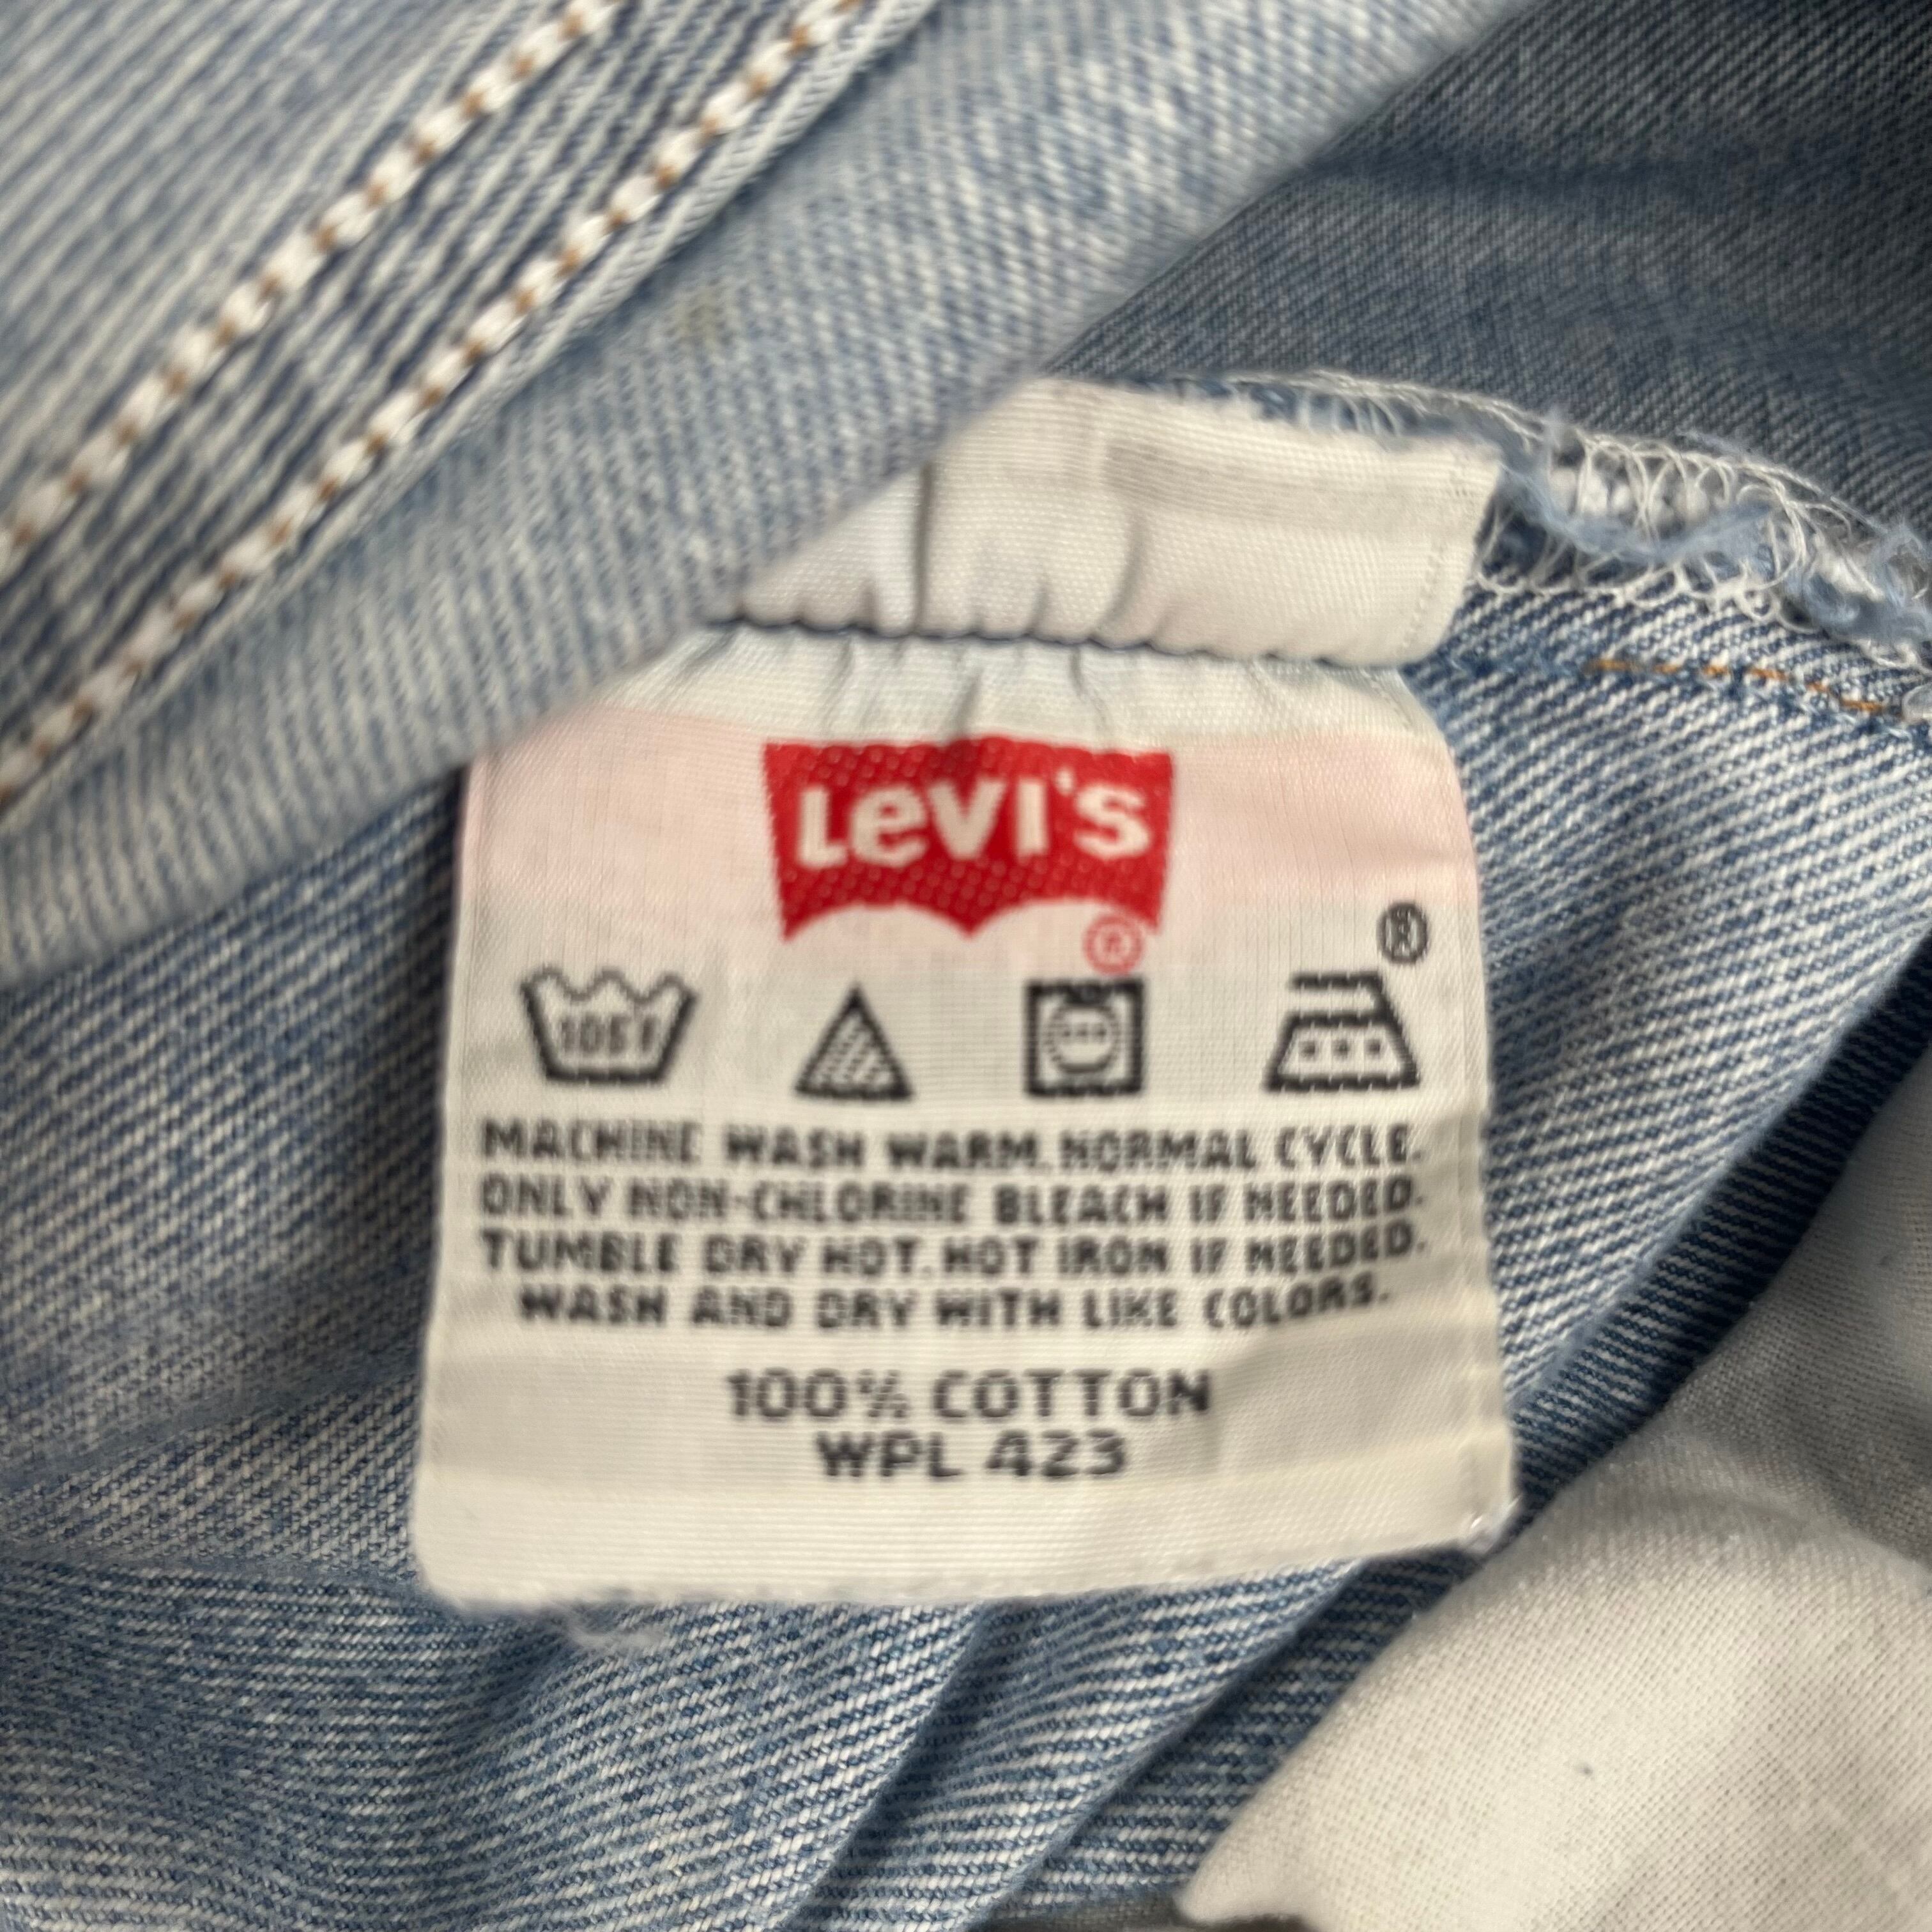 LEVI'S
®
®
105F
MACHINE WASH WARM. NORMAL CYCLE.
ONLY NON-CHLORINE BLEACH IF NEEDED.
TUMBLE DRY HOT. HOT IRON IF NEEDED.
WASH AND DRY WITH LIKE COLORS.
100% COTTON
WPL 423